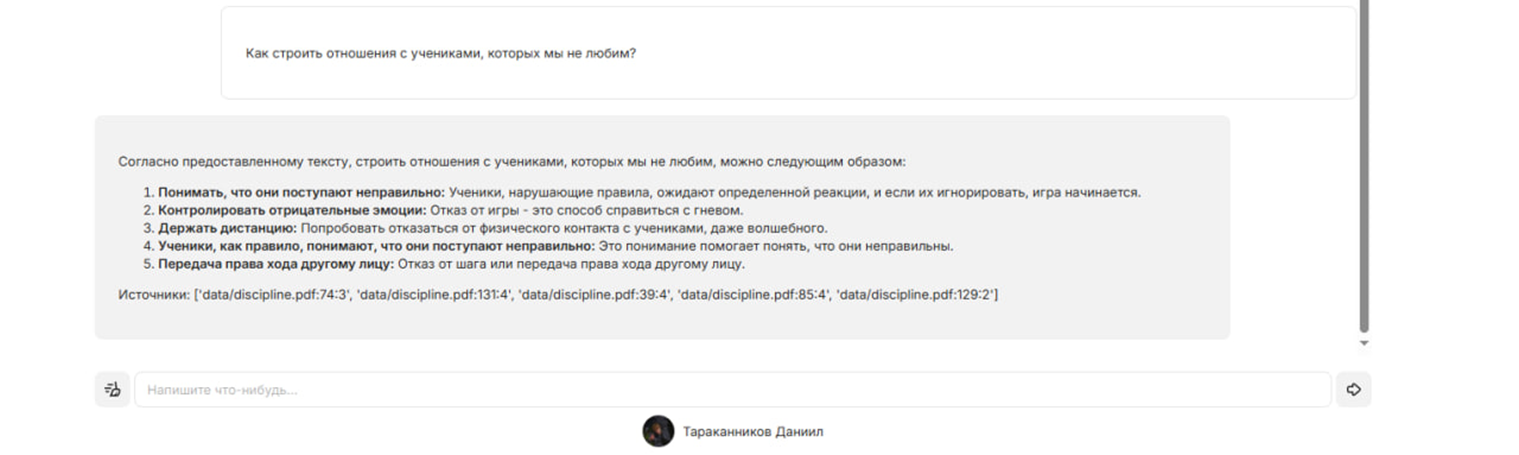 Как строить отношения с учениками, которых мы не любим?
Согласно предоставленному тексту, строить отношения с учениками, которых мы не любим, можно следующим образом:
1. Понимать, что они поступают неправильно: Ученики, нарушающие правила, ожидают определенной реакции, и если их игнорировать, игра начинается.
2. Контролировать отрицательные эмоции: Отказ от игры - это способ справиться с гневом.
3. Держать дистанцию: Попробовать отказаться от физического контакта с учениками, даже волшебного.
4. Ученики, как правило, понимают, что они поступают неправильно: Это понимание помогает понять, что они неправильны.
5. Передача права хода другому лицу: Отказ от шага или передача права хода другому лицу.
Источники: ['data/discipline.pdf:74:3', 'data/discipline.pdf:131:4', 'data/discipline.pdf:39:4', 'data/discipline.pdf:85:4', 'data/discipline.pdf:129:2']
Напишите что-нибудь...
Тараканников Даниил